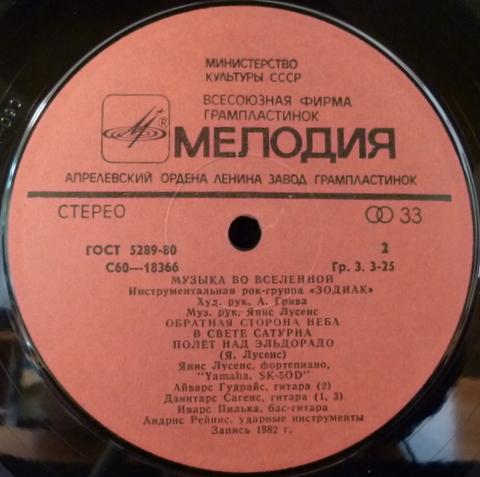 МИНИСТЕРСТВО
КУЛЬТУРЫ СССР
ВСЕСОЮЗНАЯ ФИРМА
ГРАМПЛАСТИНОК
® МЕЛОДИЯ
АПРЕЛЕВСКИЙ ОРДЕНА ЛЕНИНА ЗАВОД ГРАМПЛАСТИНОК
СТЕРЕО 33
ГОСТ 5289-80 2
С60—18366 Гр. 3. 3-25
МУЗЫКА ВО ВСЕЛЕННОЙ
Инструментальная рок-группа «ЗОДИАК»
Худ. рук. А. Грива
Муз. рук. Янис Лусенс
ОБРАТНАЯ СТОРОНА НЕБА
В СВЕТЕ САТУРНА
ПОЛЕТ НАД ЭЛЬДОРАДО
(Я. Лусенс)
Янис Лусенс, фортепиано,
"Yamaha, SK-50D"
Айварс Гудрайс, гитара (2)
Дзинтарс Сагенс, гитара (1, 3)
Иварс Пилька, бас-гитара
Андрис Рейнис, ударные инструменты
Запись 1982 г.